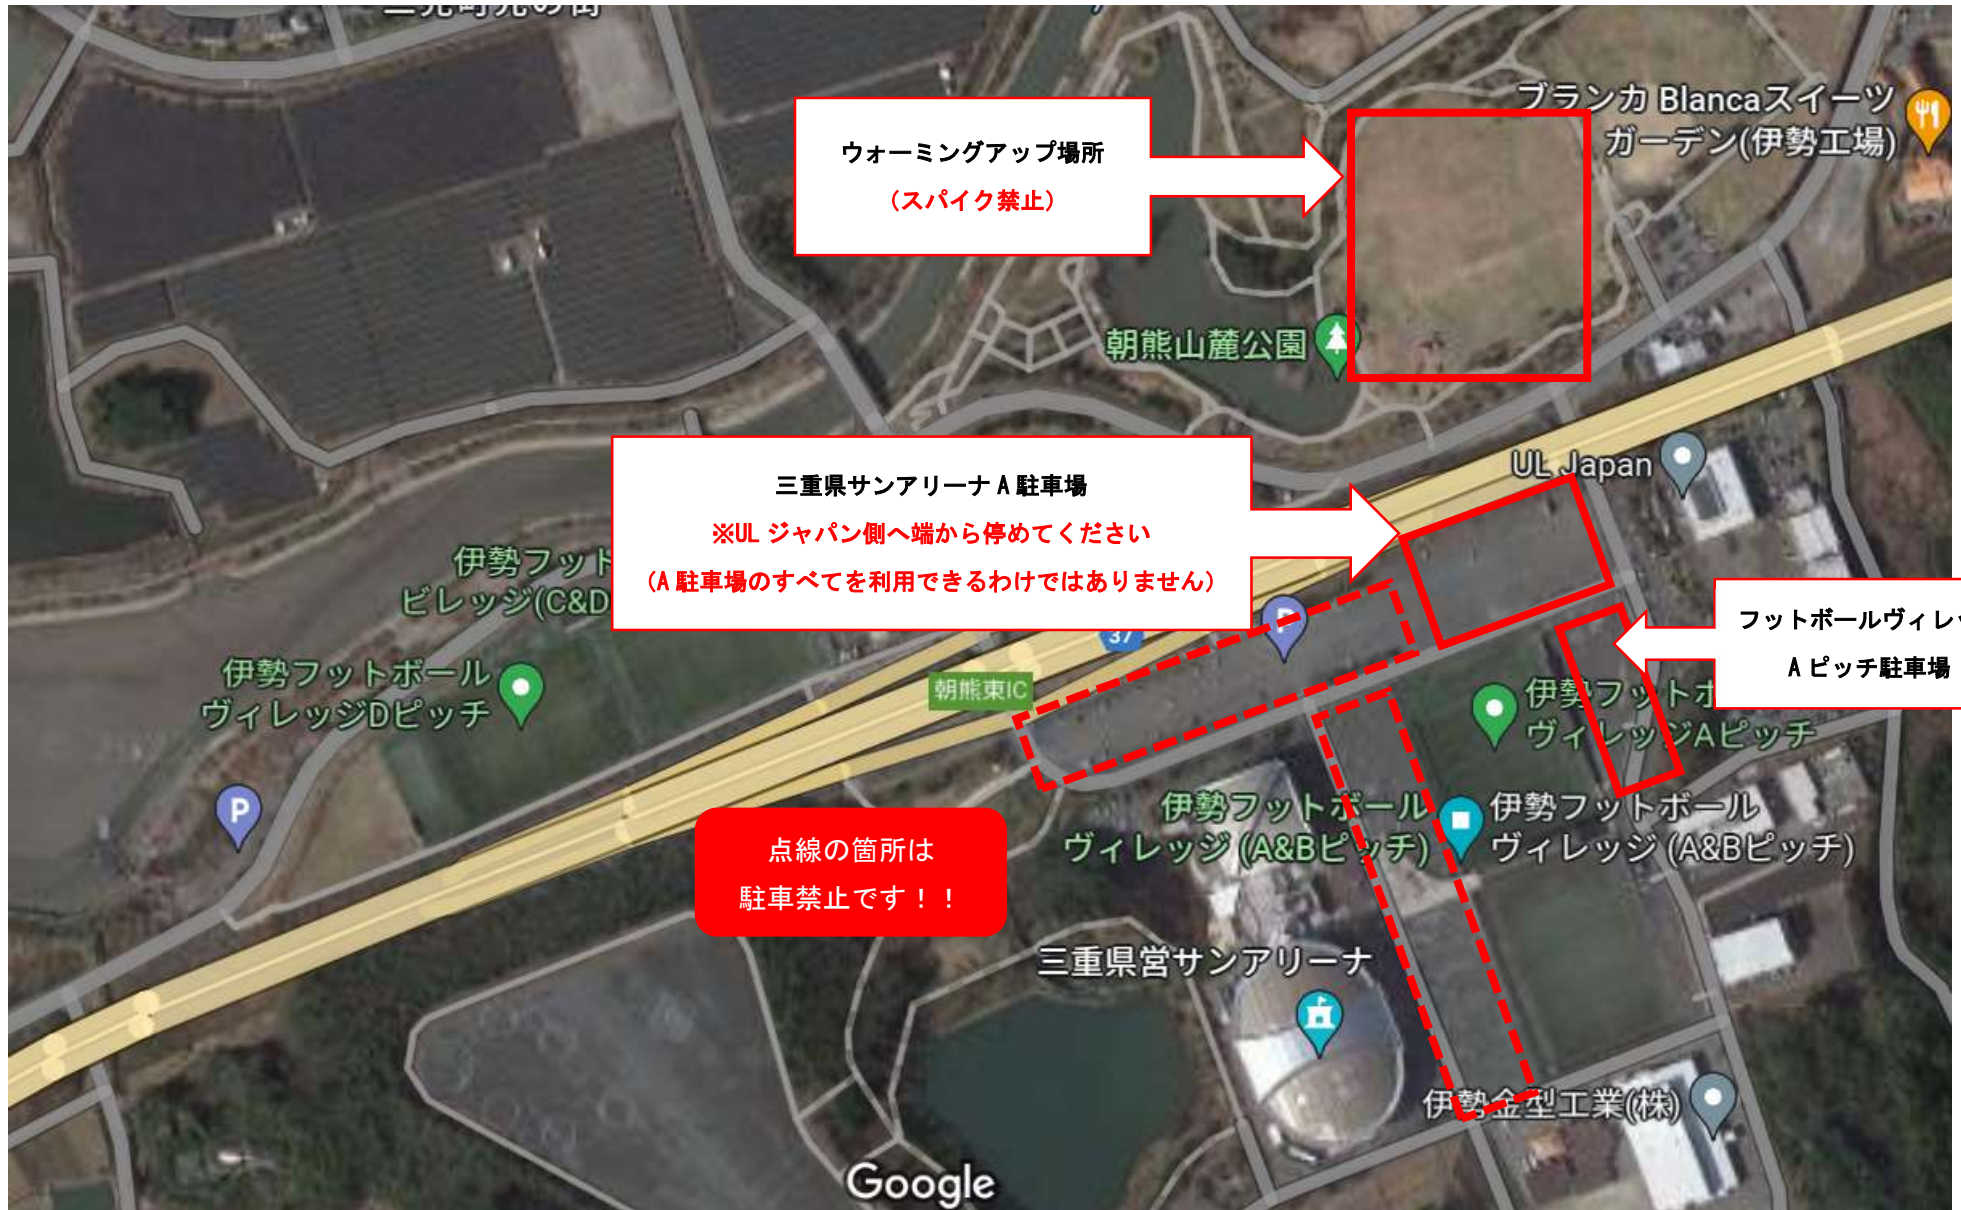 ウォーミングアップ場所
(スパイク禁止)
ブランカ Blancaスイーツ
ガーデン(伊勢工場)
朝熊山麓公園
三重県サンアリーナ A 駐車場
※UL ジャパン側へ端から停めてください
(A 駐車場のすべてを利用できるわけではありません)
UL Japan
伊勢フット
ビレッジ(C&D
37
P
フットボールヴィレッ
A ピッチ駐車場
伊勢フットボール
ヴィレッジDピッチ
朝熊東IC
伊勢フットボ
ヴィレッジAピッチ
P
点線の箇所は
駐車禁止です！！
伊勢フットボール
ヴィレッジ (A&Bピッチ)
伊勢フットボール
ヴィレッジ (A&Bピッチ)
三重県営サンアリーナ
伊勢金型工業(株)
Google